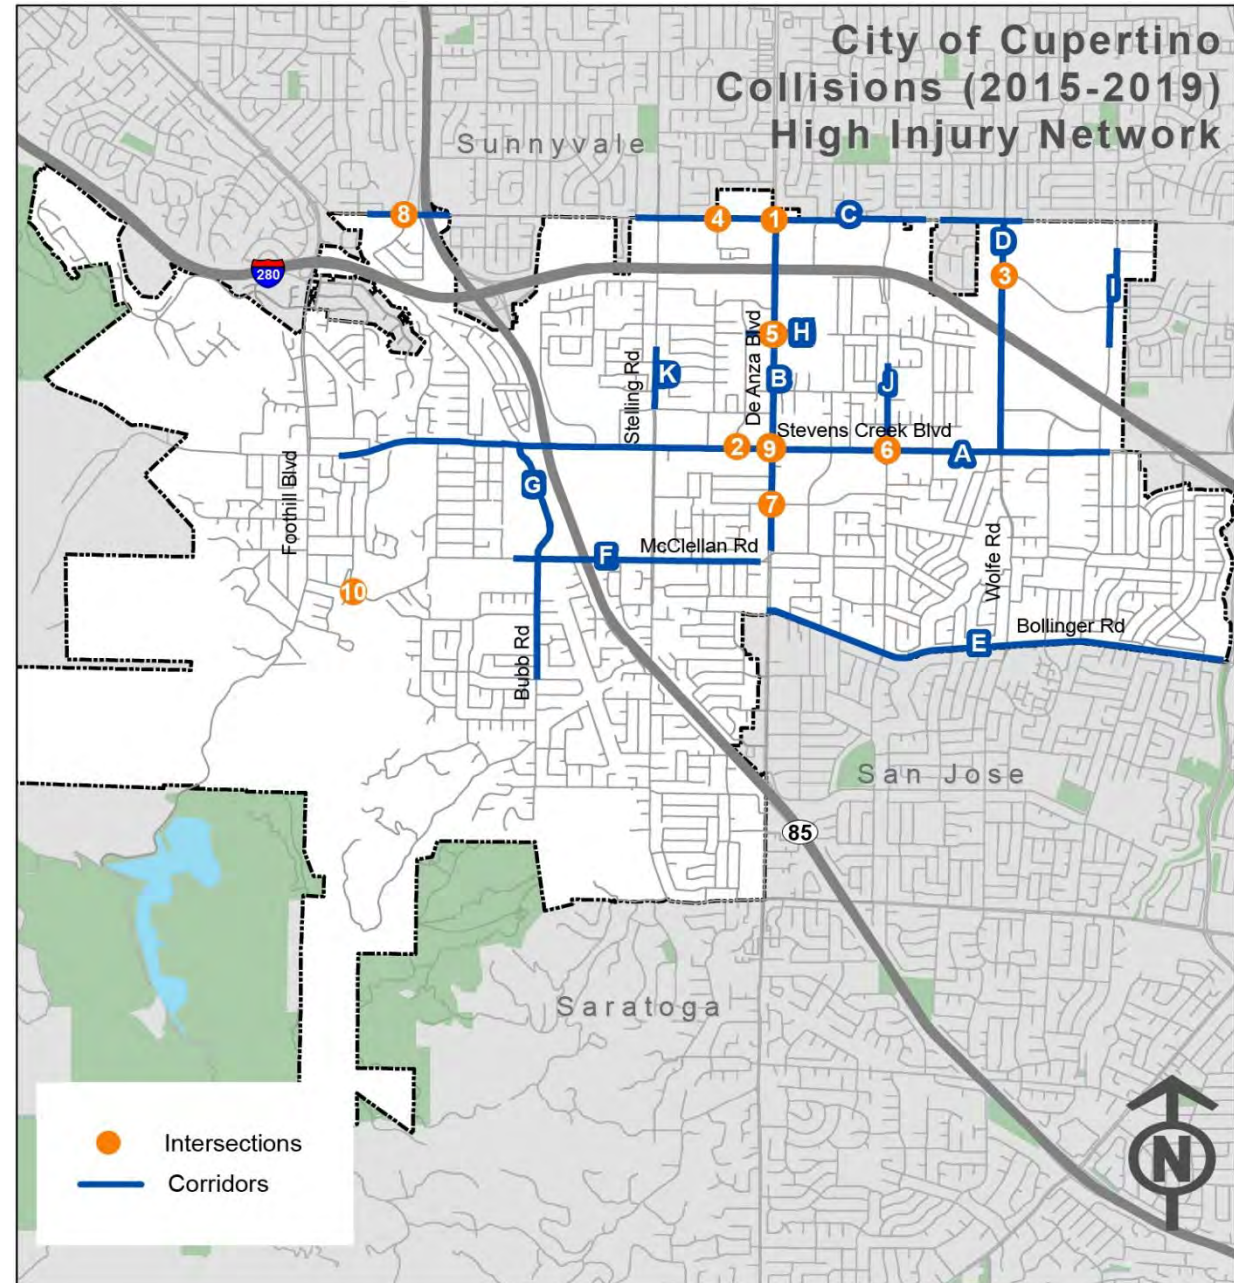 City of Cupertino
Collisions (2015-2019)
High Injury Network
Sunnyvale
8
4
1
C
D
280
3
I
5
H
De Anza Blvd
Stelling Rd
K
B
J
Stevens Creek Blvd
2
9
6
A
Foothill Blvd
G
7
McClellan Rd
F
Wolfe Rd
10
Bubb Rd
Bollinger Rd
E
San Jose
85
Saratoga
Intersections
Corridors
N